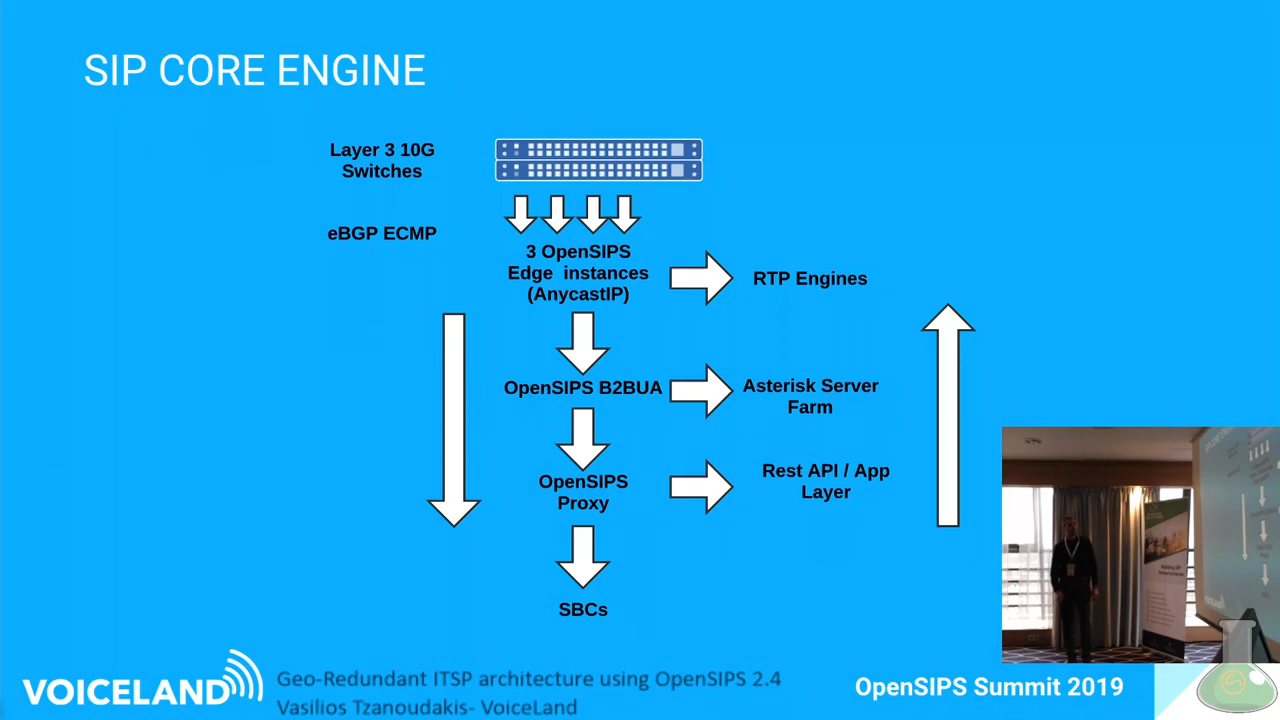 SIP CORE ENGINE
Layer 3 10G
Switches
eBGP ECMP
3 OpenSIPS
Edge instances
(AnycastIP)
RTP Engines
OpenSIPS B2BUA
Asterisk Server
Farm
OpenSIPS
Proxy
Rest API / App
Layer
SBCs
VOICELAND
Geo-Redundant ITSP architecture using OpenSIPS 2.4
Vasilios Tzanoudakis- VoiceLand
OpenSIPS Summit 2019